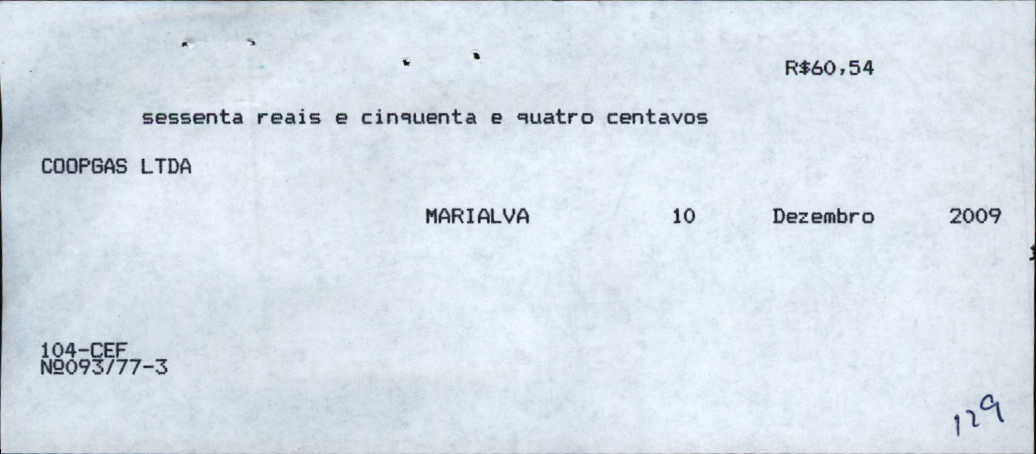 R$60,54
sessenta reais e cinquenta e quatro centavos
COOPGAS LTDA
MARIALVA 10 Dezembro 2009
104-CEF
Nº093/77-3
129